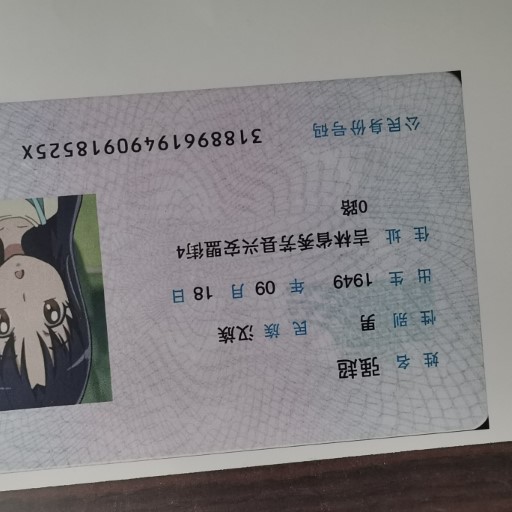 姓名 强超
性别 男 民族 汉族
出生 1949 年 09 月 18 日
住址 吉林省秀芳县兴安盟街4
0路
公民身份号码 31889619490918525X